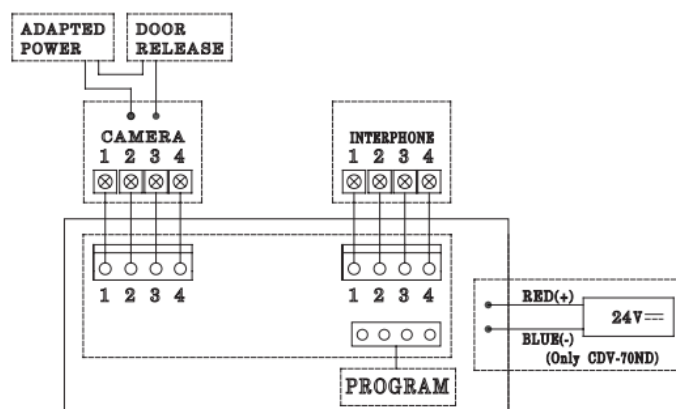 ADAPTED
POWER
DOOR
RELEASE
CAMERA
1 2 3 4
INTERPHONE
1 2 3 4
1 2 3 4
1 2 3 4
RED(+)
24V
BLUE(-)
(Only CDV-70ND)
PROGRAM